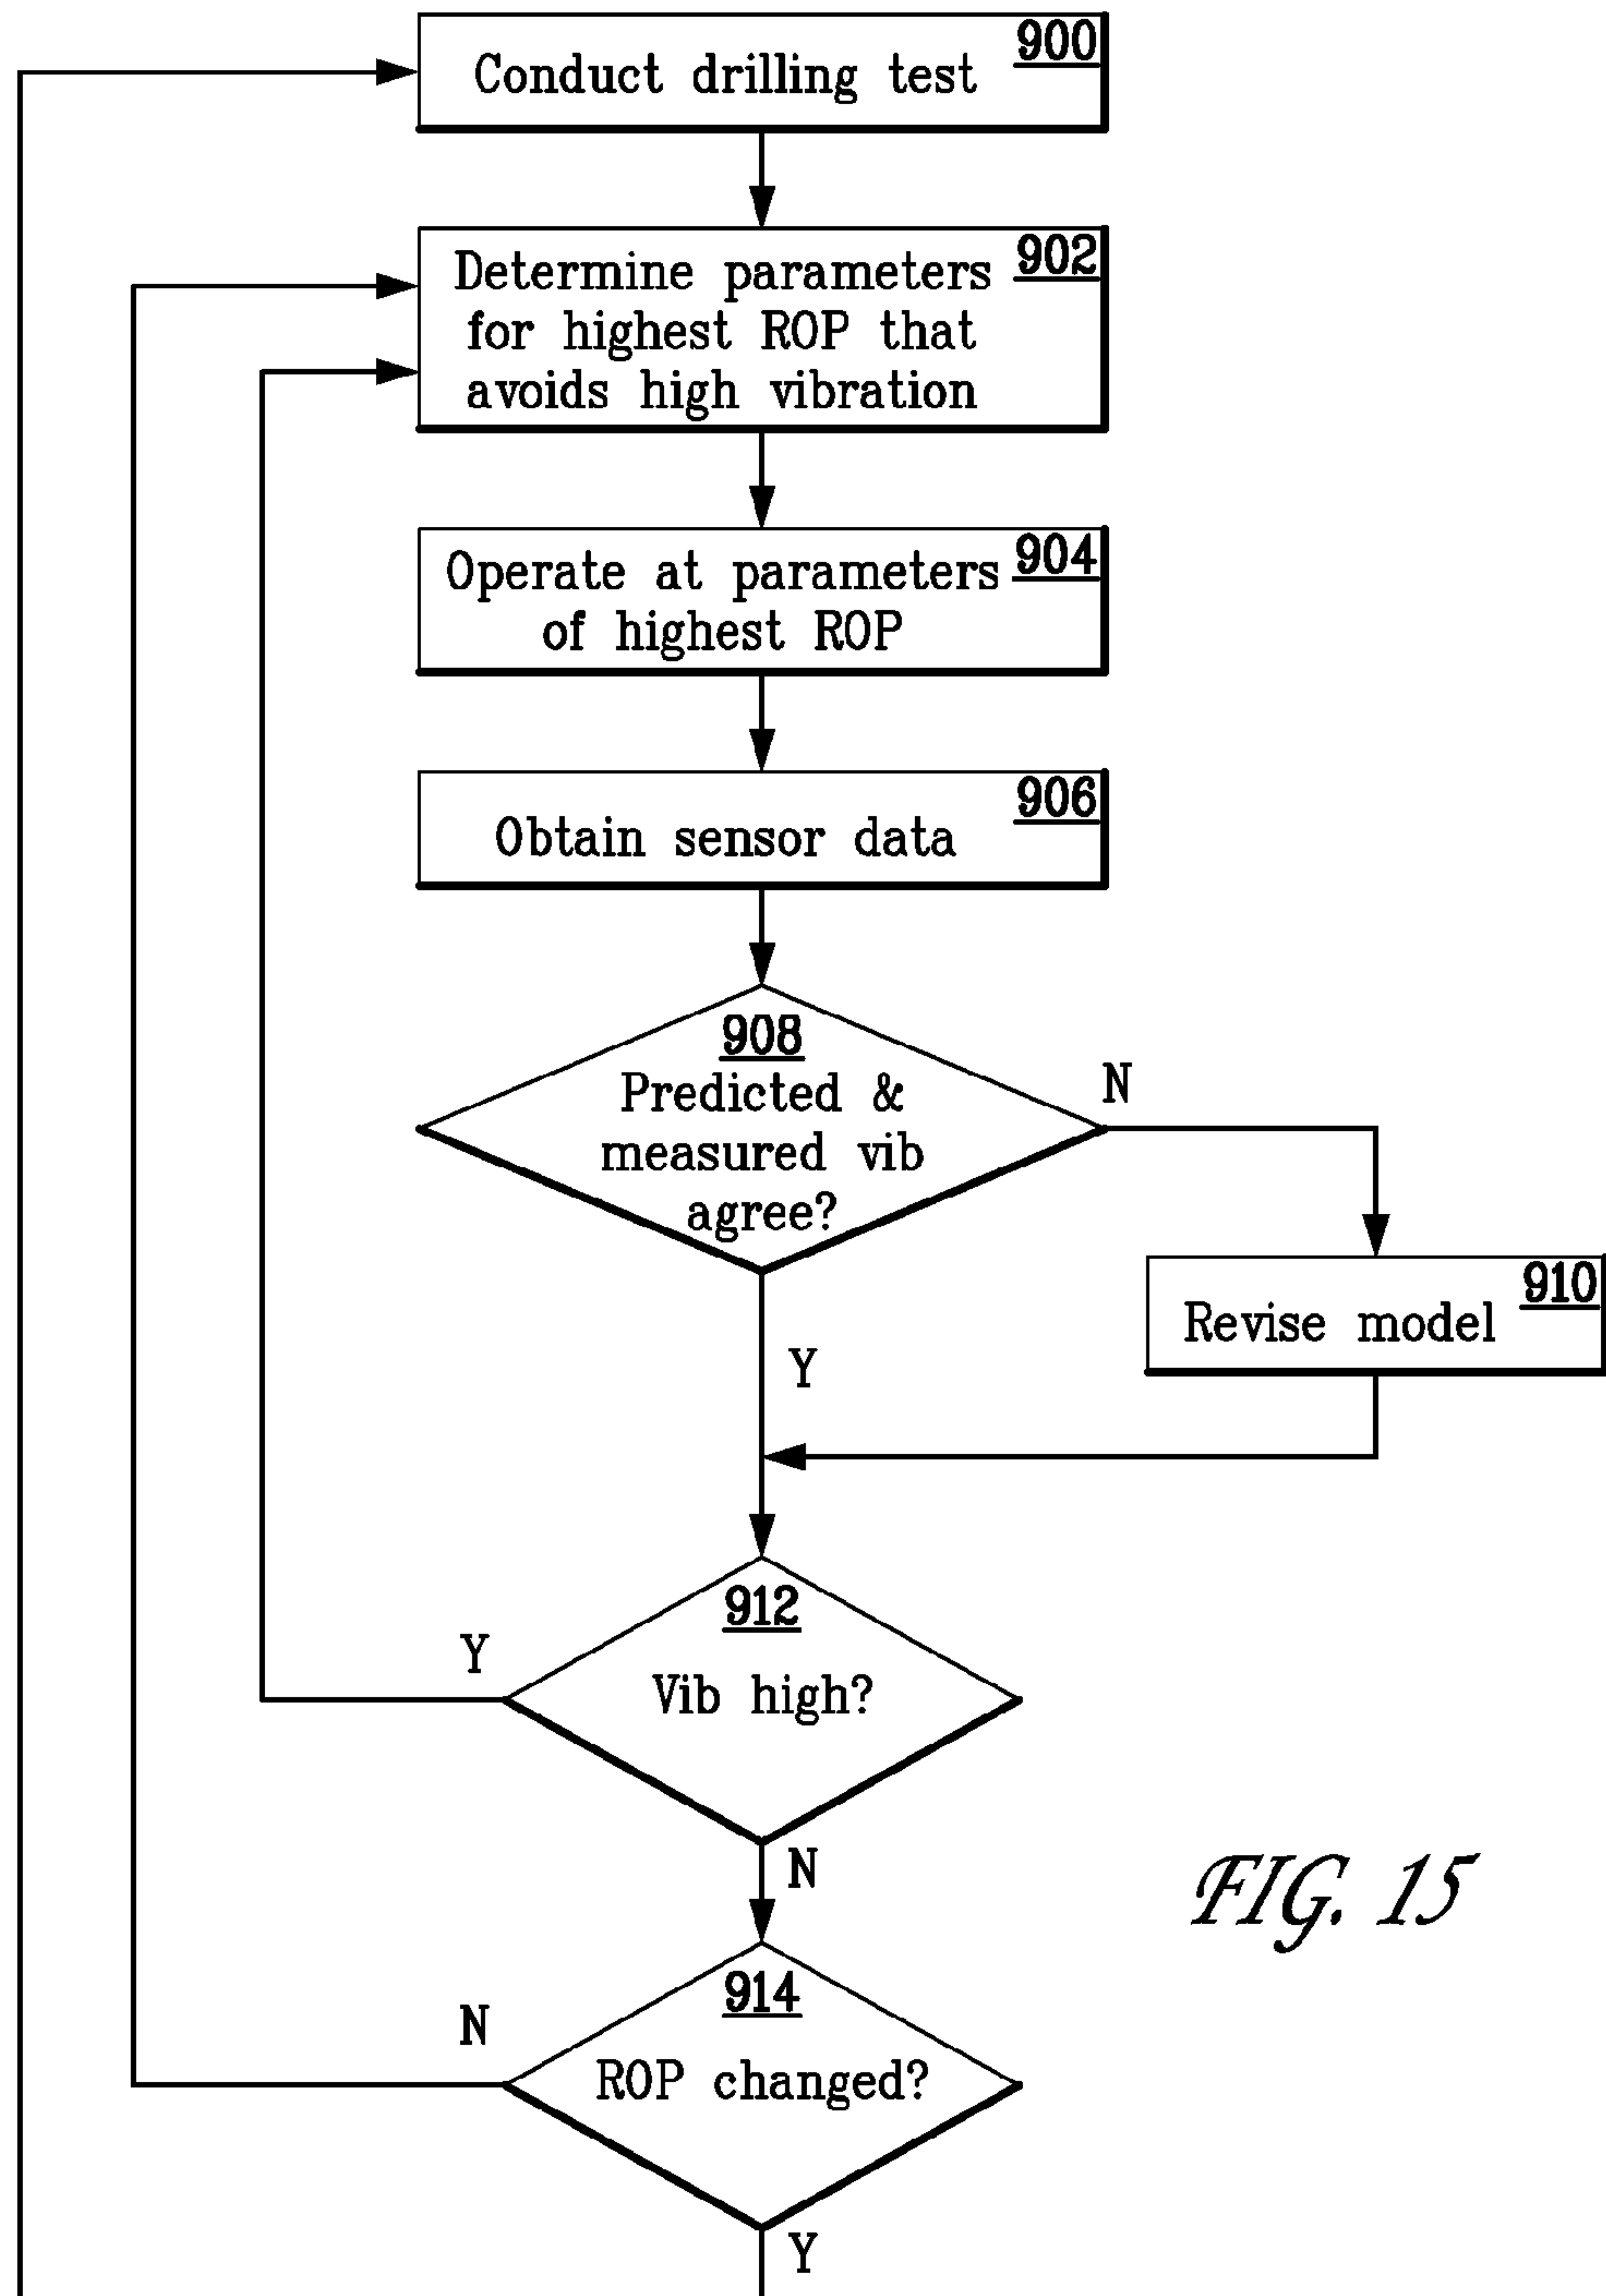 900
Conduct drilling test
902
Determine parameters
for highest ROP that
avoids high vibration
904
Operate at parameters
of highest ROP
906
Obtain sensor data
908
Predicted &
measured vib
agree?
N
910
Revise model
Y
912
Y
Vib high?
N
FIG. 15
914
N
ROP changed?
Y